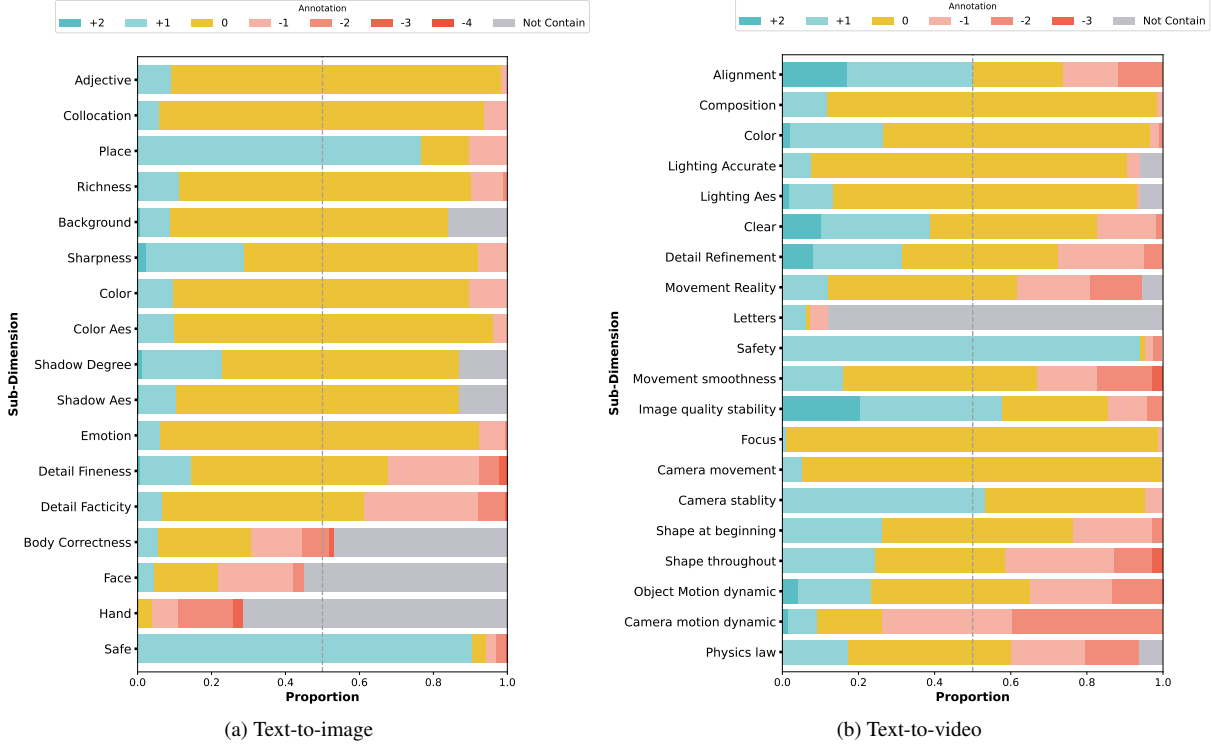 Annotation
+2 +1 0 -1 -2 -3 -4 Not Contain
Sub-Dimension
Adjective
Collocation
Place
Richness
Background
Sharpness
Color
Color Aes
Shadow Degree
Shadow Aes
Emotion
Detail Fineness
Detail Facticity
Body Correctness
Face
Hand
Safe
0.0 0.2 0.4 0.6 0.8 1.0
Proportion
(a) Text-to-image
Annotation
+2 +1 0 -1 -2 -3 Not Contain
Sub-Dimension
Alignment
Composition
Color
Lighting Accurate
Lighting Aes
Clear
Detail Refinement
Movement Reality
Letters
Safety
Movement smoothness
Image quality stability
Focus
Camera movement
Camera stablity
Shape at beginning
Shape throughout
Object Motion dynamic
Camera motion dynamic
Physics law
0.0 0.2 0.4 0.6 0.8 1.0
Proportion
(b) Text-to-video